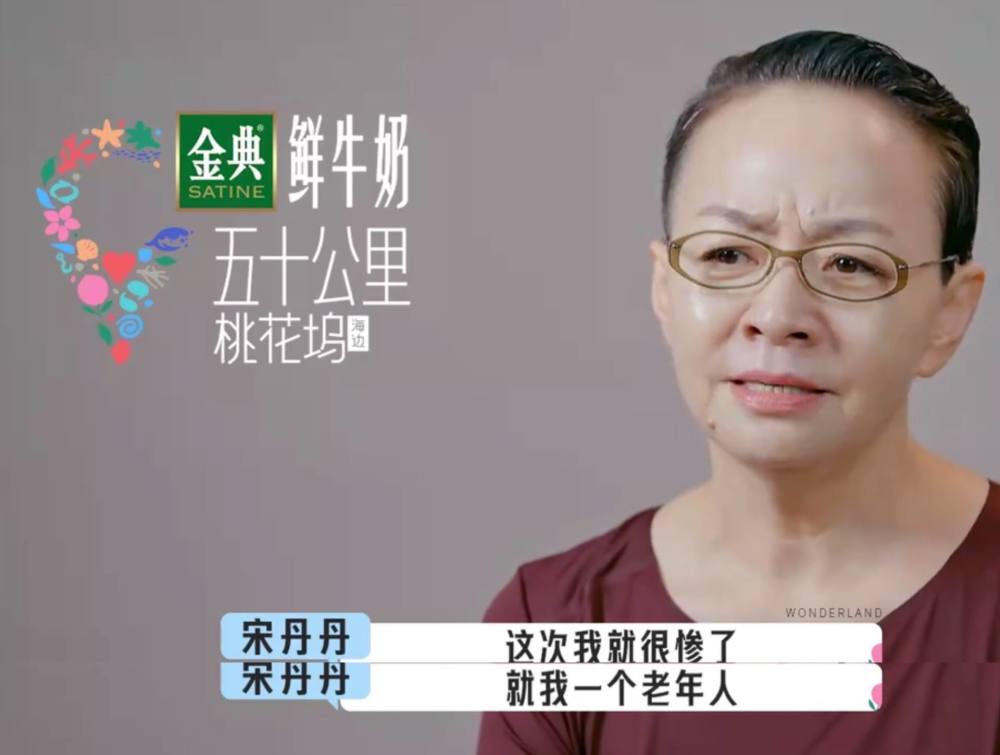 金典®
SATINE
鲜牛奶
五十公里
桃花坞
海边
WONDERLAND
宋丹丹
这次我就很惨了
宋丹丹
就我一个老年人